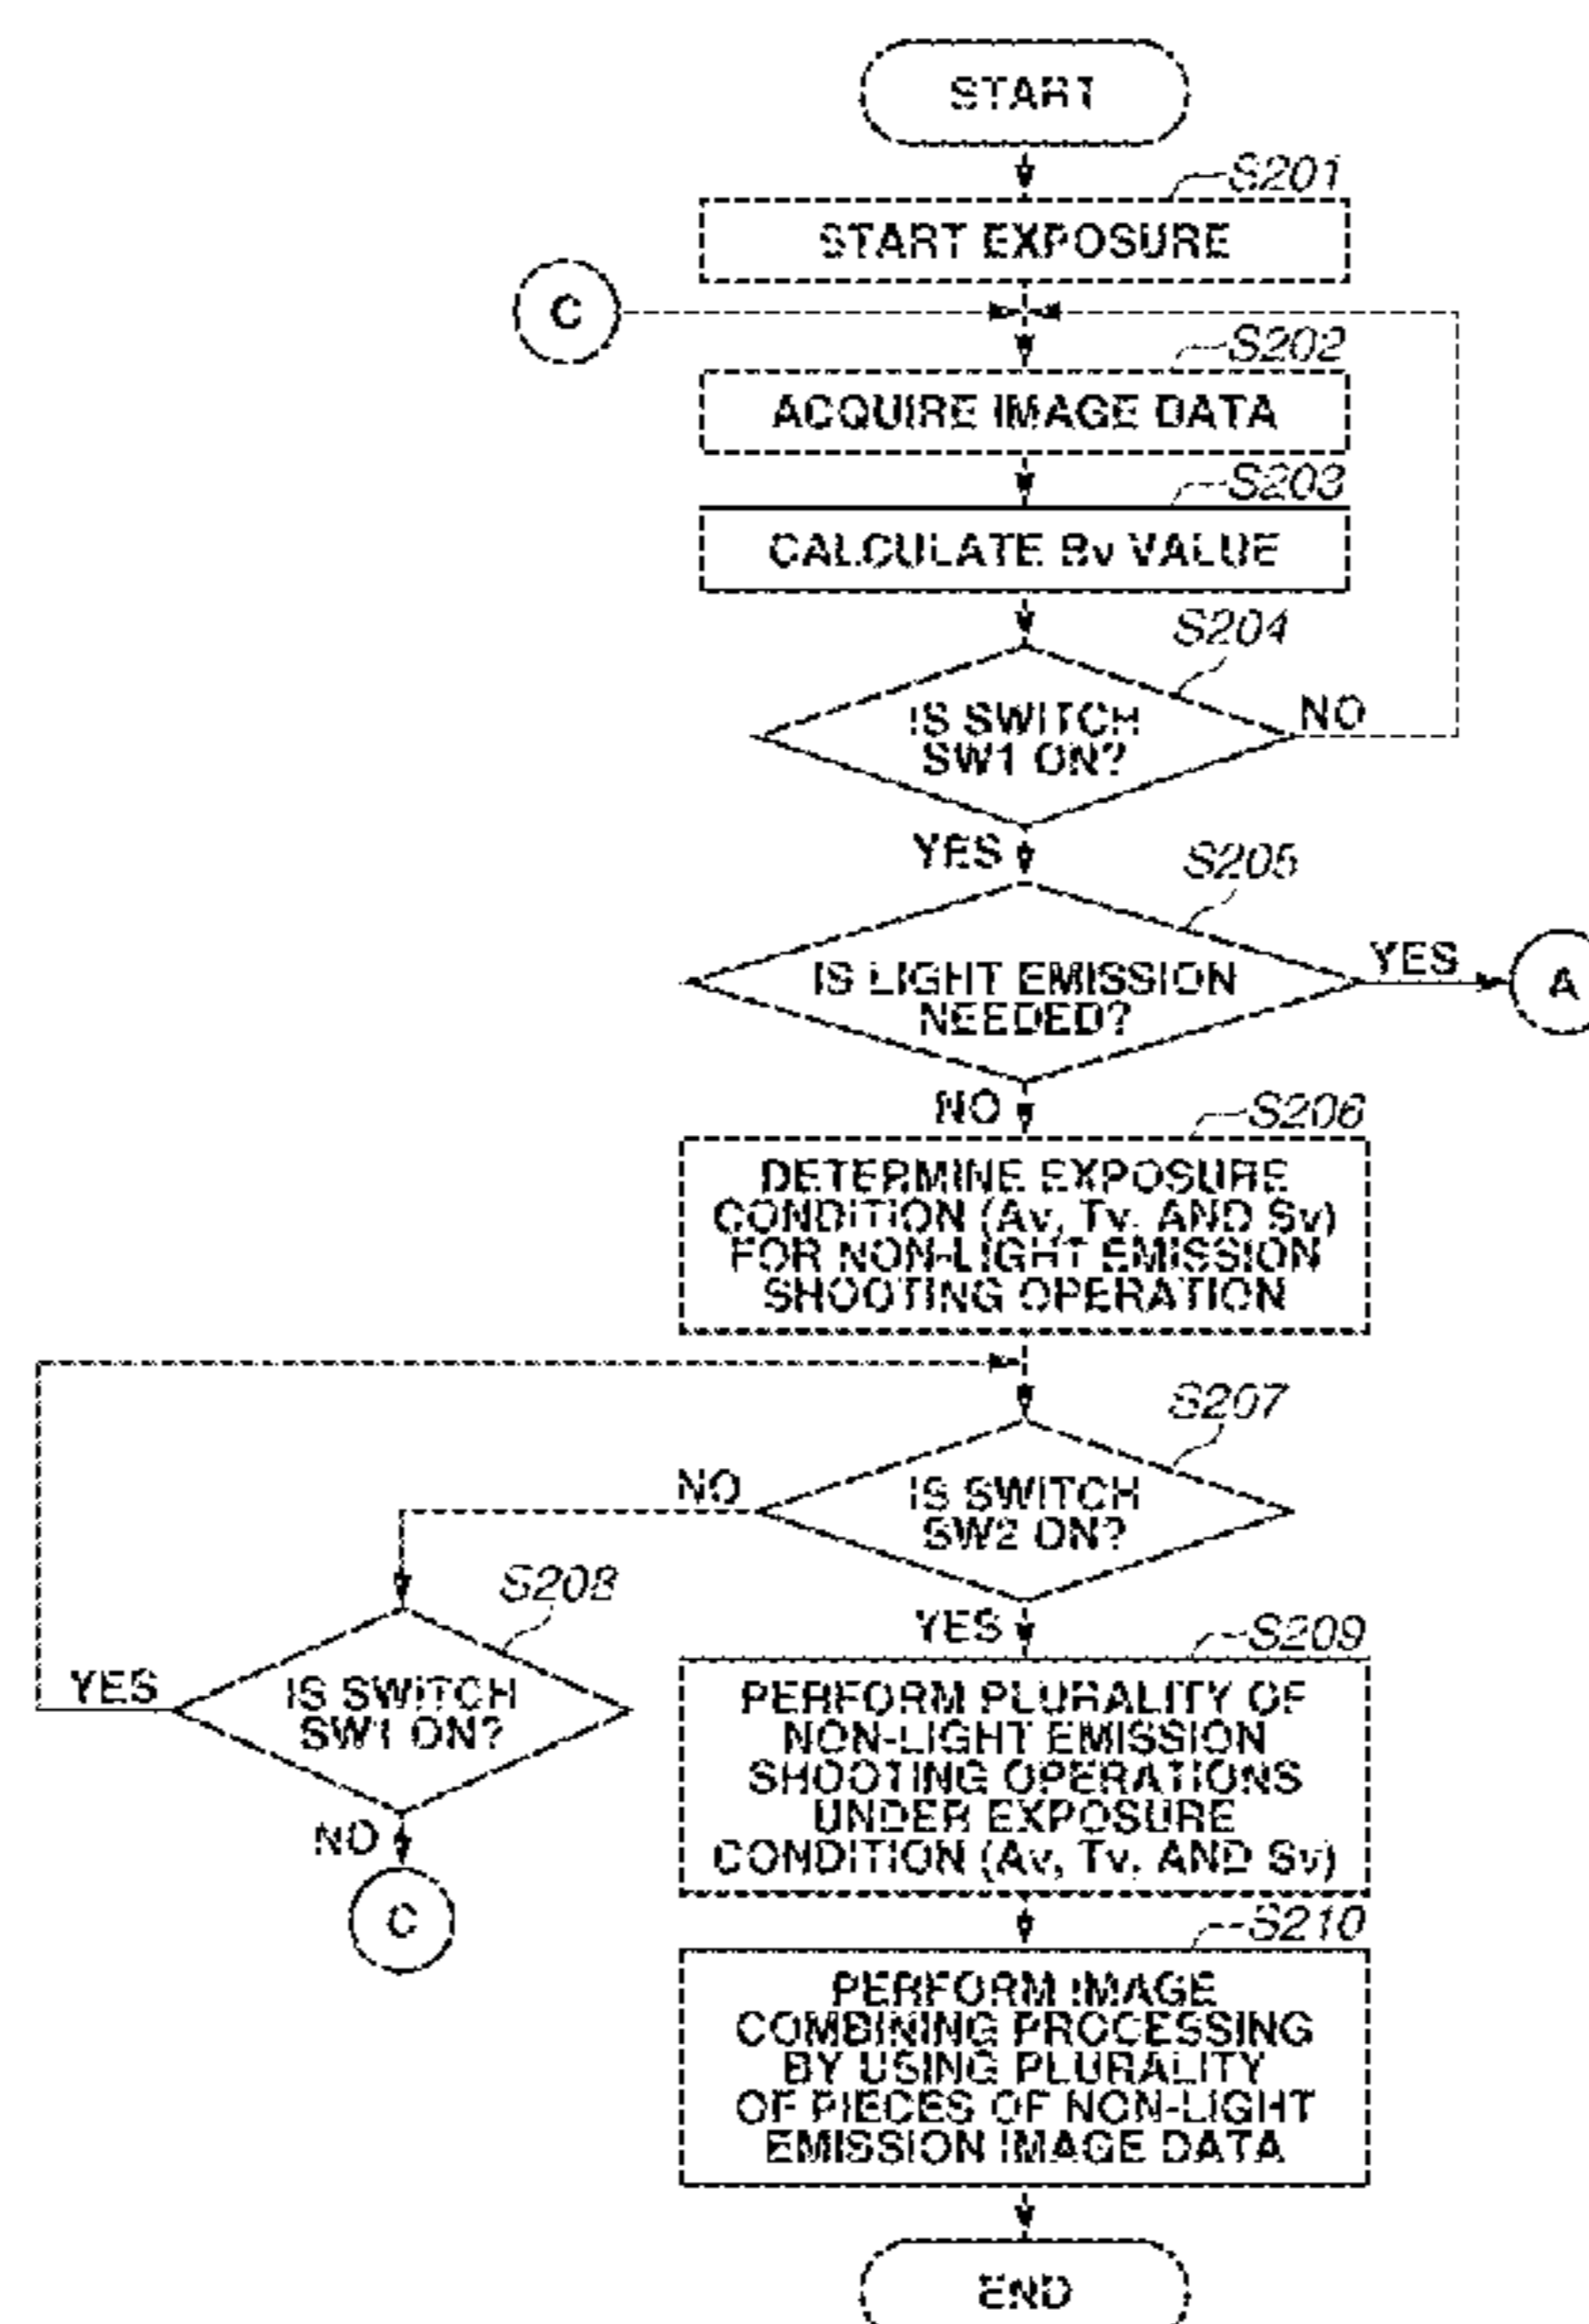 START
S201
START EXPOSURE
C
S202
ACQUIRE IMAGE DATA
S203
CALCULATE Bv VALUE
S204
IS SWITCH
SW1 ON?
NO
YES
S205
IS LIGHT EMISSION
NEEDED?
YES
A
NO
S206
DETERMINE EXPOSURE
CONDITION (Av, Tv, AND Sv)
FOR NON-LIGHT EMISSION
SHOOTING OPERATION
S207
IS SWITCH
SW2 ON?
NO
S208
IS SWITCH
SW1 ON?
YES
NO
C
YES
S209
PERFORM PLURALITY OF
NON-LIGHT EMISSION
SHOOTING OPERATIONS
UNDER EXPOSURE
CONDITION (Av, Tv, AND Sv)
S210
PERFORM IMAGE
COMBINING PROCESSING
BY USING PLURALITY
OF PIECES OF NON-LIGHT
EMISSION IMAGE DATA
END